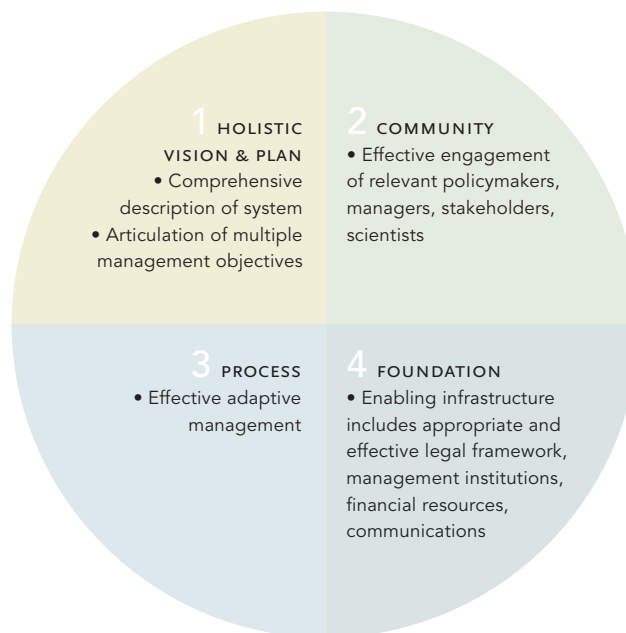 1 HOLISTIC
VISION & PLAN
• Comprehensive
description of system
• Articulation of multiple
management objectives
2 COMMUNITY
• Effective engagement
of relevant policymakers,
managers, stakeholders,
scientists
3 PROCESS
• Effective adaptive
management
4 FOUNDATION
• Enabling infrastructure
includes appropriate and
effective legal framework,
management institutions,
financial resources,
communications